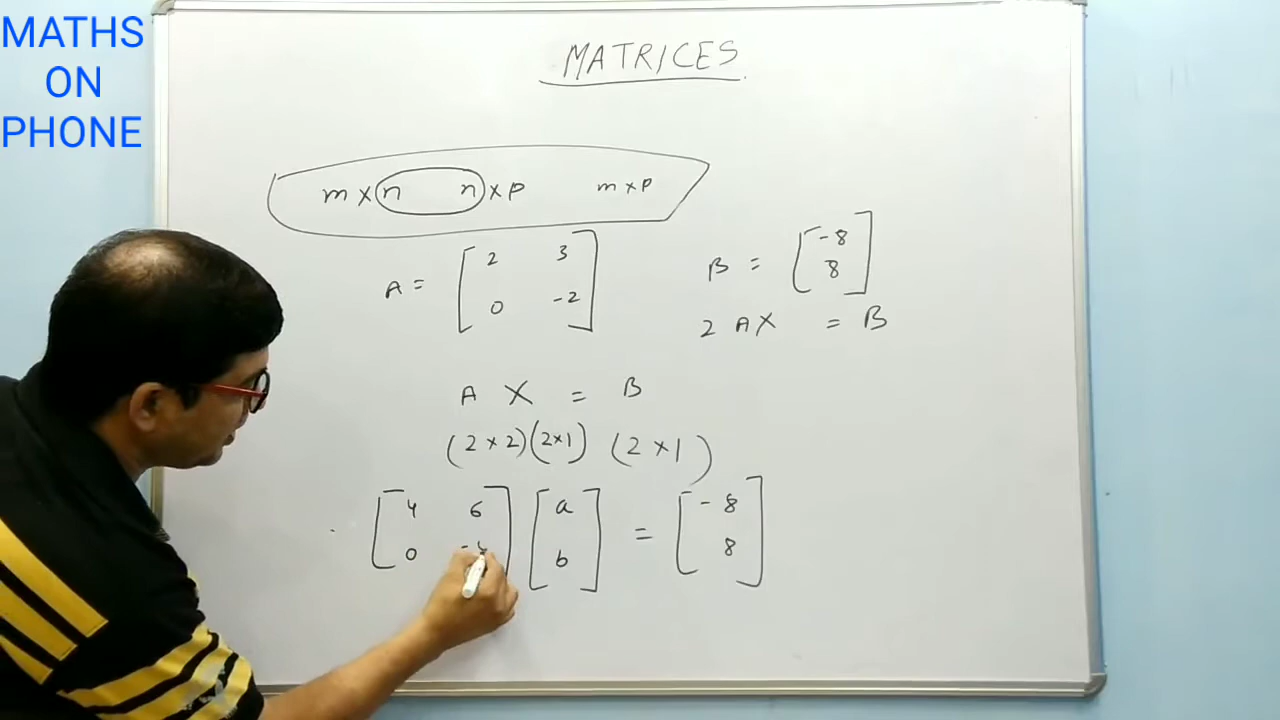 MATHS
ON
PHONE
MATRICES
m × n n × p m × p
A = [ 2 3
0 -2 ]
B = [ -8
8 ]
2 A X = B
A X = B
(2 × 2) (2 × 1) (2 × 1)
[ 4 6 ] [ a ] = [ -8 ]
[ 0 -4 ] [ b ] [ 8 ]